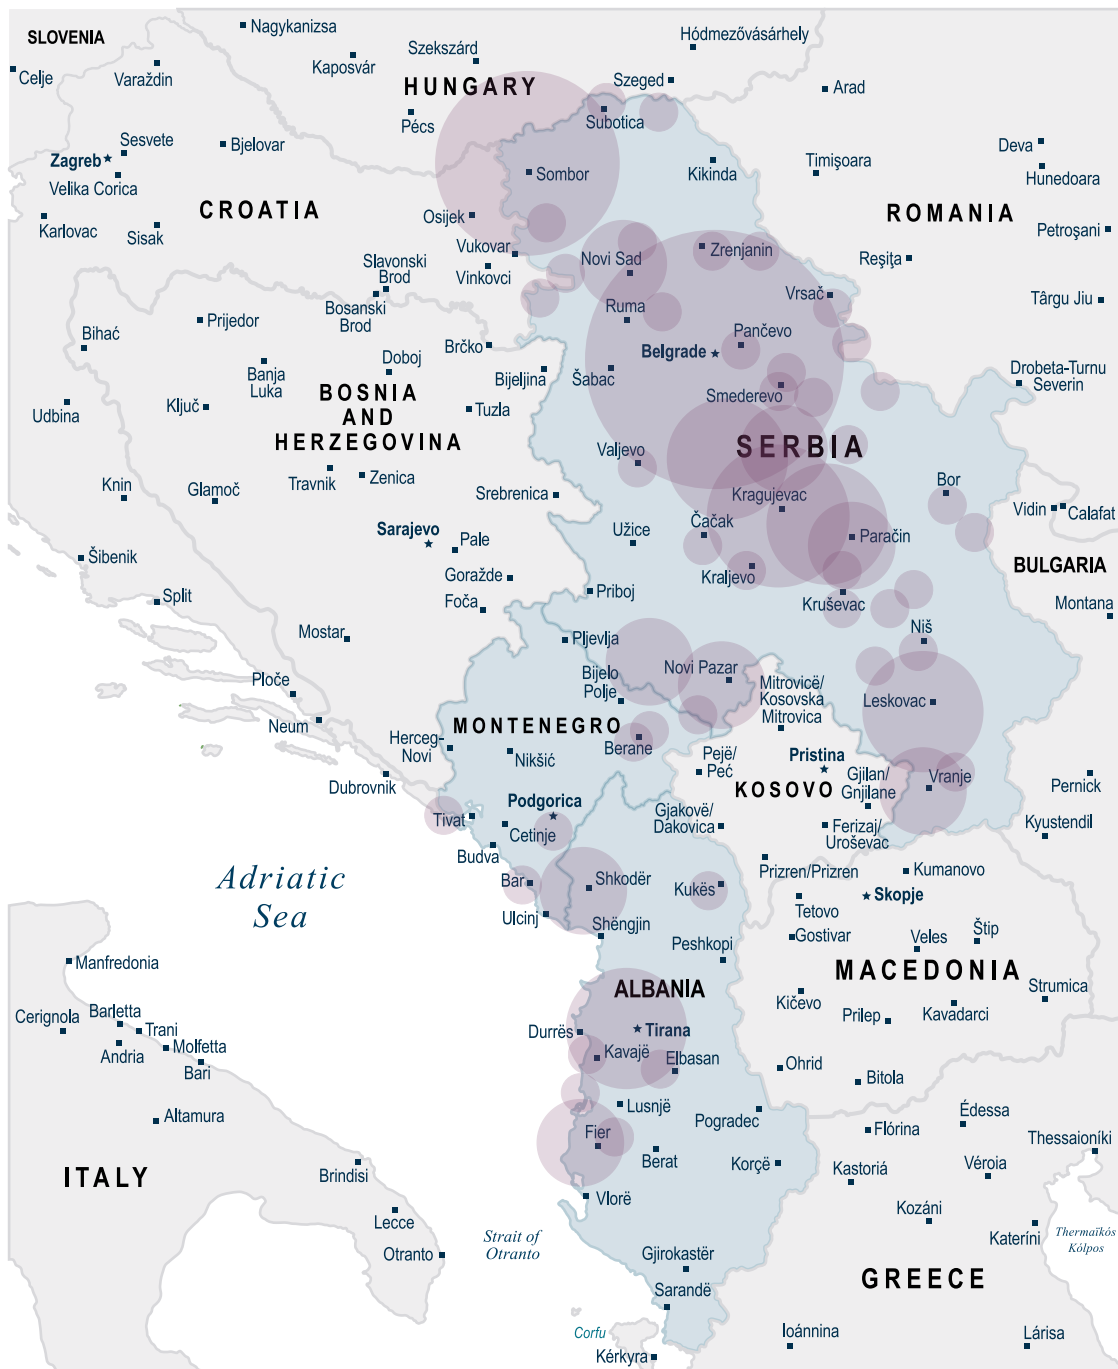 Nagykanizsa
Hódmezővásárhely
SLOVENIA
Szekszárd
Kaposvár
Celje
Varaždin
HUNGARY
Szeged
Arad
Pécs
Subotica
Sesvete
Bjelovar
Deva
Zagreb
Timişoara
Sombor
Kikinda
Hunedoara
Velika Corica
CROATIA
ROMANIA
Osijek
Karlovac
Sisak
Petroşani
Vukovar
Zrenjanin
Slavonski
Brod
Novi Sad
Reşiţa
Vinkovci
Vrsač
Târgu Jiu
Bosanski
Brod
Ruma
Prijedor
Bihać
Pančevo
Brčko
Belgrade
Doboj
Banja
Luka
Bijeljina
Šabac
Drobeta-Turnu
Severin
BOSNIA
AND
HERZEGOVINA
Smederevo
Udbina
Ključ
Tuzla
SERBIA
Valjevo
Travnik
Zenica
Knin
Glamoč
Srebrenica
Kragujevac
Bor
Vidin
Calafat
Čačak
Sarajevo
Užice
Pale
Paračin
Šibenik
BULGARIA
Goražde
Kraljevo
Split
Foča
Priboj
Kruševac
Montana
Mostar
Pljevlja
Niš
Bijelo
Polje
Novi Pazar
Ploče
Mitrovicë/
Kosovska
Mitrovica
Leskovac
Neum
MONTENEGRO
Herceg-
Novi
Nikšić
Berane
Pejë/
Peć
Pristina
Dubrovnik
Vranje
Gjilan/
Gnjilane
Pernick
KOSOVO
Podgorica
Tivat
Gjakovë/
Dakovica
Cetinje
Ferizaj/
Uroševac
Kyustendil
Budva
Prizren/Prizren
Kumanovo
Adriatic
Sea
Bar
Shkodër
Kukës
Skopje
Tetovo
Ulcinj
Shëngjin
Gostivar
Veles
Štip
Peshkopi
Manfredonia
MACEDONIA
ALBANIA
Strumica
Kičevo
Barletta
Cerignola
Trani
Durrës
Tirana
Prilep
Kavadarci
Andria
Molfetta
Bari
Kavajë
Elbasan
Ohrid
Bitola
Altamura
Lusnjë
Pogradec
Édessa
Fier
Flórina
Thessaioníki
ITALY
Brindisi
Berat
Korçë
Kastoriá
Véroia
Vlorë
Lecce
Kozáni
Strait of
Otranto
Kateríni
Thermaïkós
Kólpos
Otranto
Gjirokastër
GREECE
Sarandë
Corfu
Ioánnina
Lárisa
Kérkyra